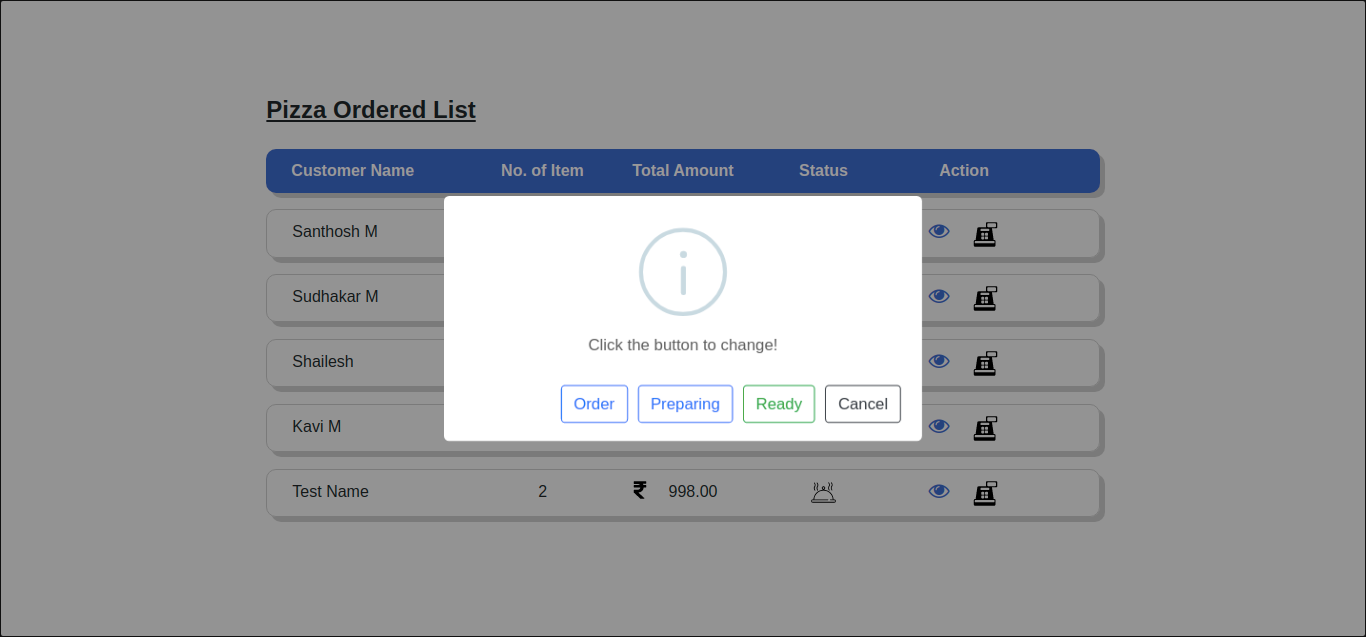 Pizza Ordered List
Customer Name No. of Item Total Amount Status Action
Santhosh M
Sudhakar M
Shailesh
Kavi M
Click the button to change!
Order Preparing Ready Cancel
Test Name 2 ₹ 998.00